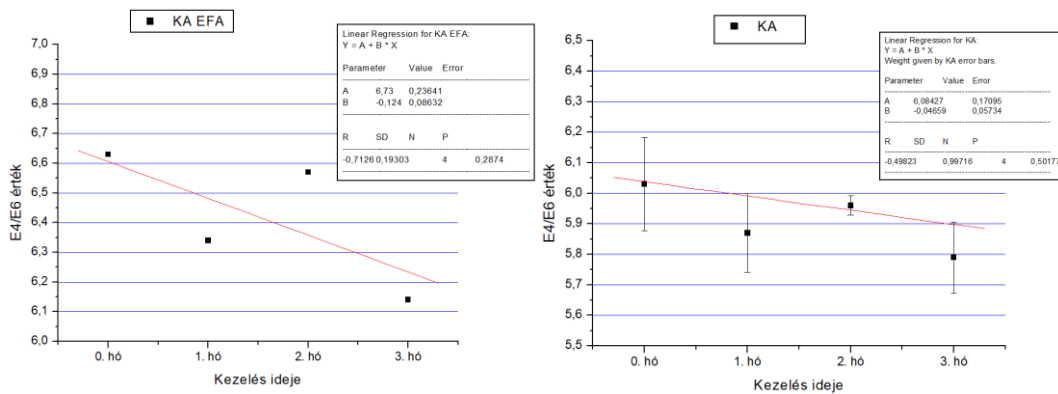 KA EFA
7,0
6,9
6,8
6,7
6,6
6,5
6,4
6,3
6,2
6,1
6,0
E4/E6 érték
0. hó 1. hó 2. hó 3. hó
Kezelés ideje
Linear Regression for KA EFA:
Y = A + B * X
Parameter Value Error
A 6,73 0,23641
B -0,124 0,08632
R SD N P
-0,7126 0,19303 4 0,2874
KA
6,5
6,4
6,3
6,2
6,1
6,0
5,9
5,8
5,7
5,6
5,5
E4/E6 érték
0. hó 1. hó 2. hó 3. hó
Kezelés ideje
Linear Regression for KA:
Y = A + B * X
Weight given by KA error bars.
Parameter Value Error
A 6,08427 0,17095
B -0,04659 0,05734
R SD N P
-0,49823 0,99716 4 0,50177